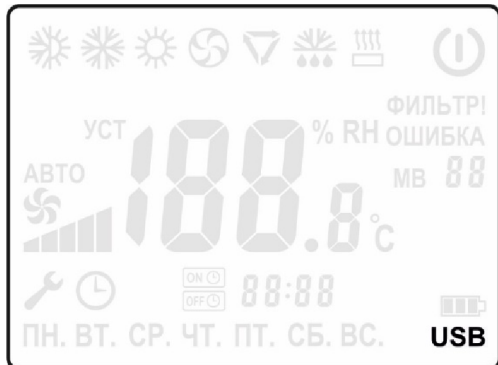 ФИЛЬТР!
УСТ 188.8 % RH ОШИБКА
°C
АВТО
МВ 88
ON
OFF 88:88
ПН. ВТ. СР. ЧТ. ПТ. СБ. ВС.
USB